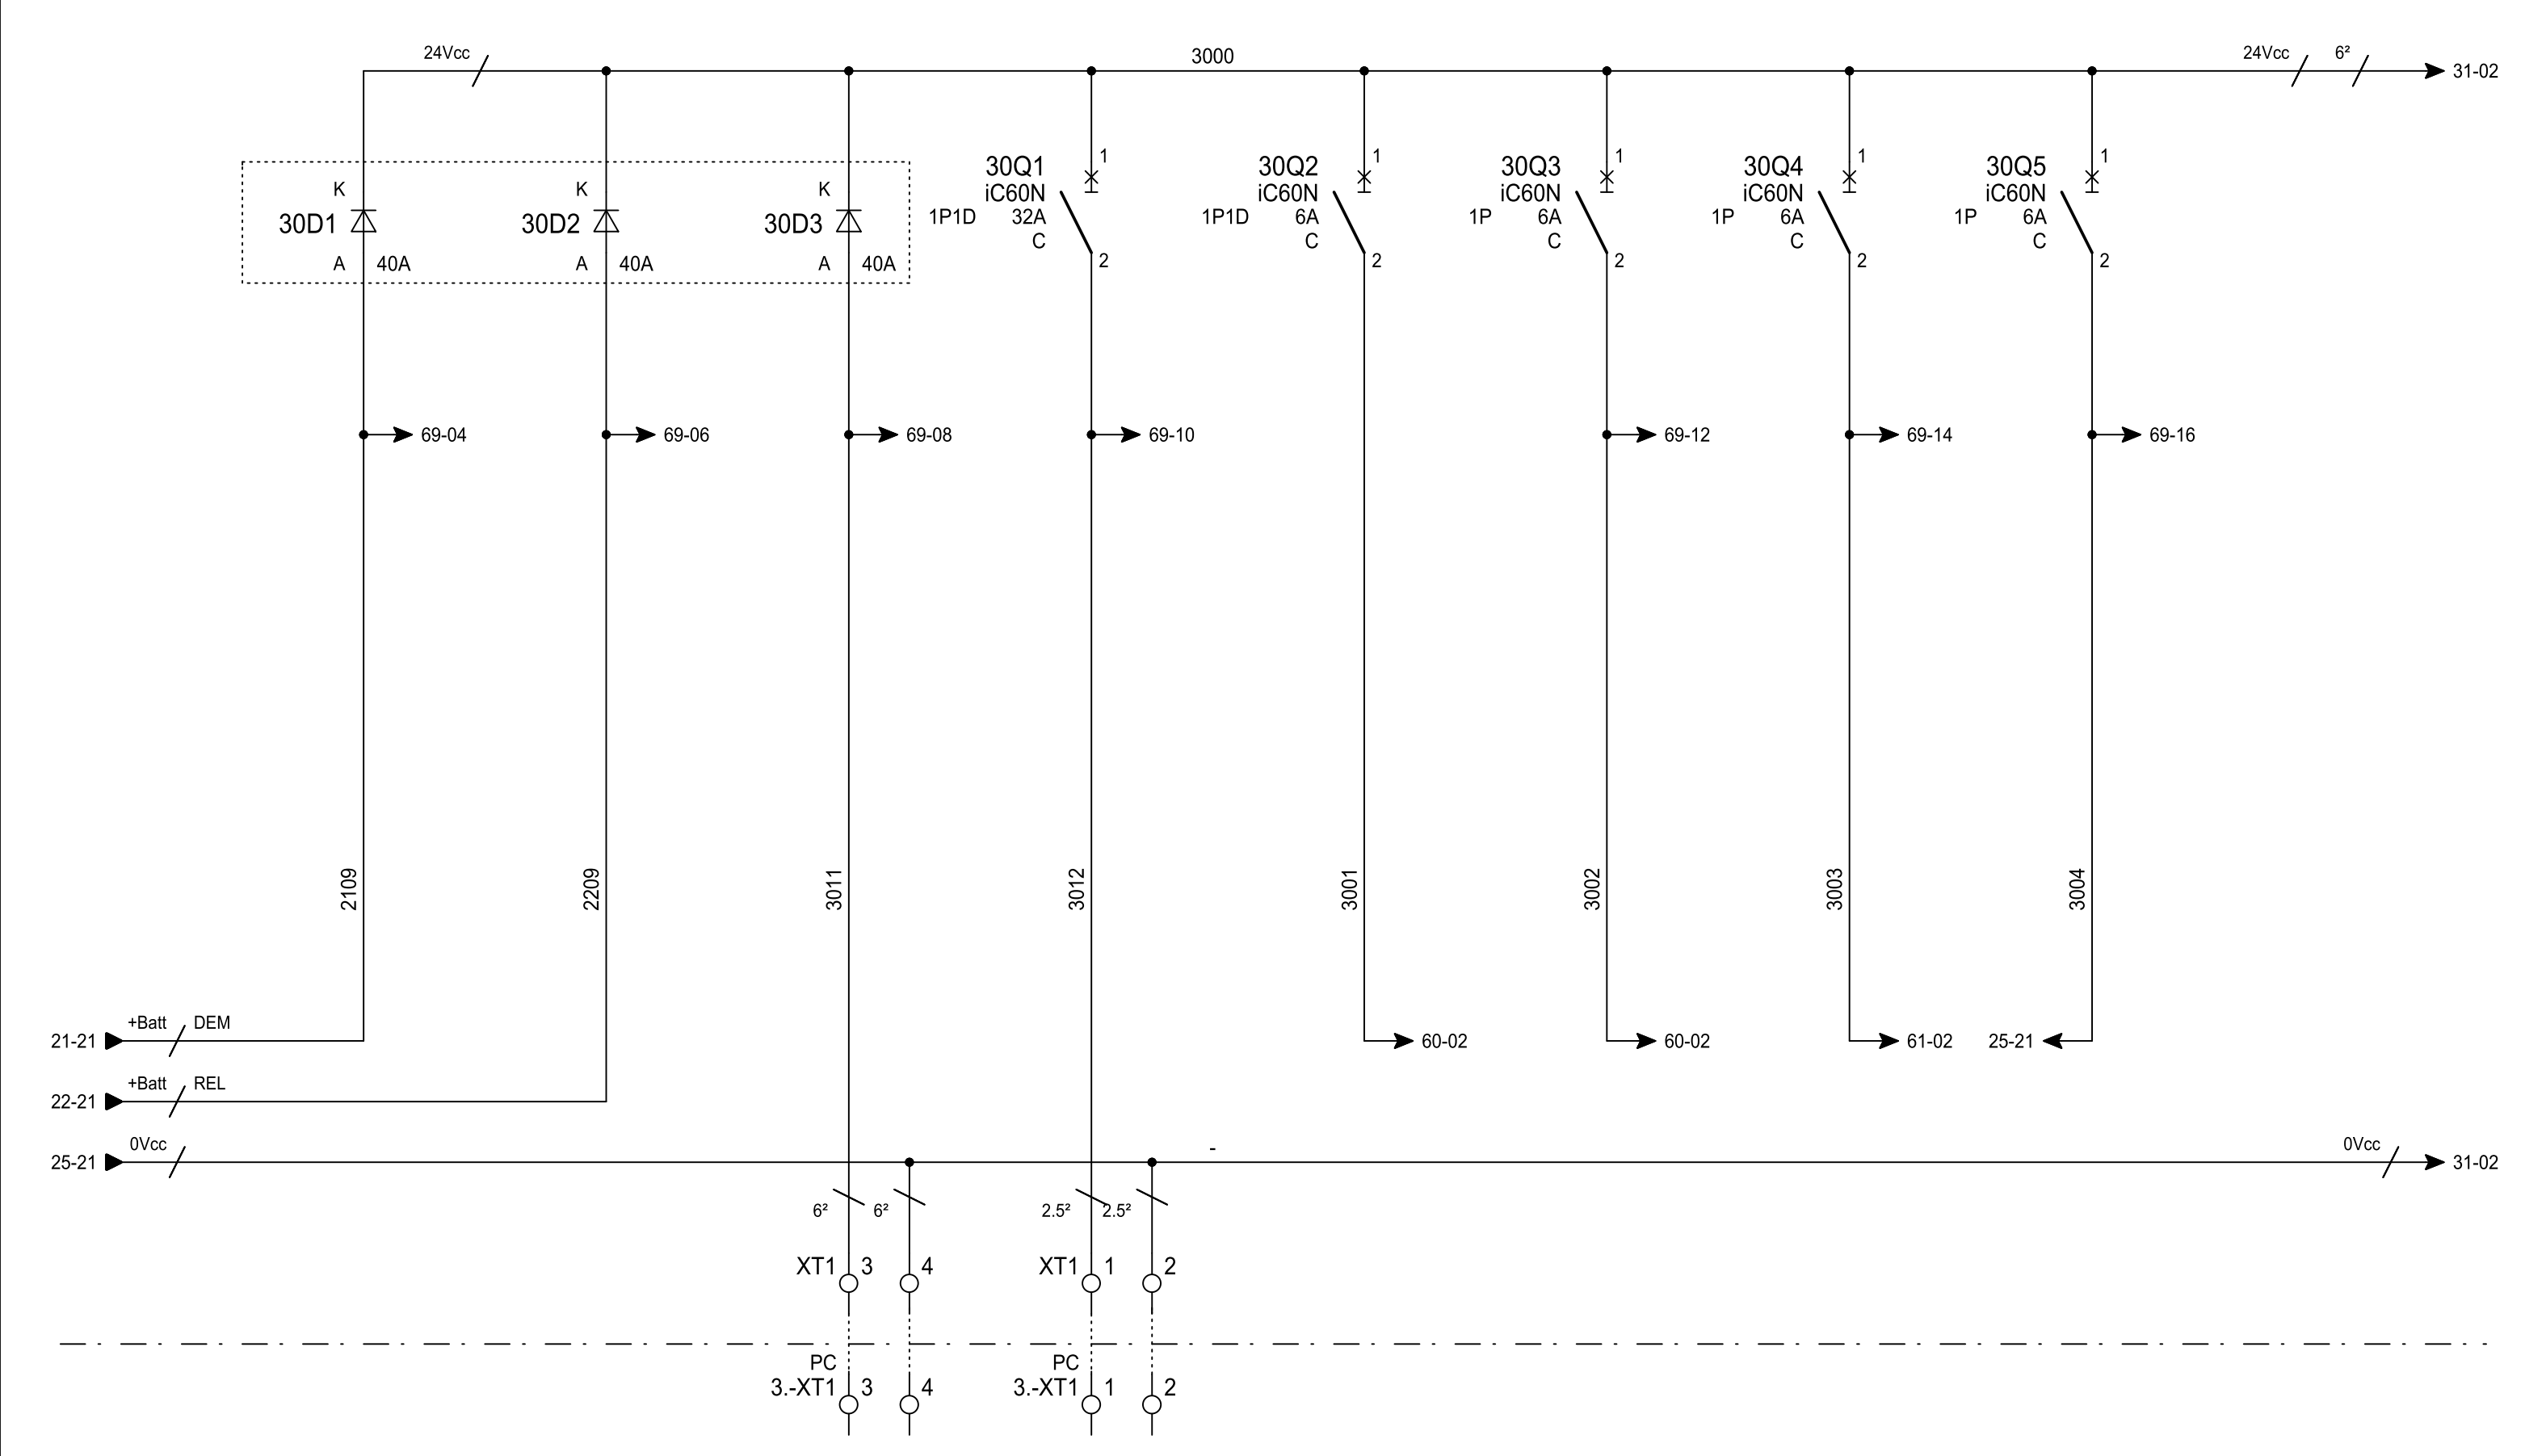 24Vcc 3000 24Vcc 6² 31-02
1 1 1 1 1
30Q1 30Q2 30Q3 30Q4 30Q5
K K K iC60N iC60N iC60N iC60N iC60N
30D1 30D2 30D3 1P1D 32A 1P1D 6A 1P 6A 1P 6A 1P 6A
C C C C C
A 40A A 40A A 40A 2 2 2 2 2
69-04 69-06 69-08 69-10 69-12 69-14 69-16
2109 2209 3011 3012 3001 3002 3003 3004
+Batt DEM
21-21 60-02 60-02 61-02 25-21
+Batt REL
22-21
0Vcc - 0Vcc
25-21 31-02
6² 6² 2.5² 2.5²
XT1 3 4 XT1 1 2
PC PC
3.-XT1 3 4 3.-XT1 1 2